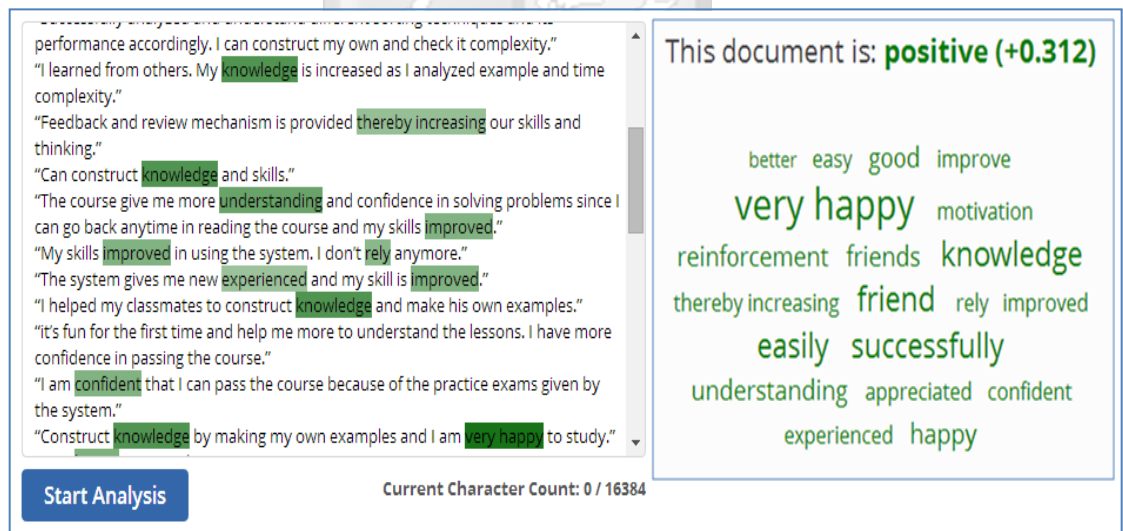 "Successfully analyzed and understand different sorting techniques and its
performance accordingly. I can construct my own and check it complexity."
"I learned from others. My knowledge is increased as I analyzed example and time
complexity."
"Feedback and review mechanism is provided thereby increasing our skills and
thinking."
"Can construct knowledge and skills."
"The course give me more understanding and confidence in solving problems since I
can go back anytime in reading the course and my skills improved."
"My skills improved in using the system. I don't rely anymore."
"The system gives me new experienced and my skill is improved."
"I helped my classmates to construct knowledge and make his own examples."
"it's fun for the first time and help me more to understand the lessons. I have more
confidence in passing the course."
"I am confident that I can pass the course because of the practice exams given by
the system."
"Construct knowledge by making my own examples and I am very happy to study."
Start Analysis
Current Character Count: 0 / 16384
This document is: positive (+0.312)
better easy good improve
very happy motivation
reinforcement friends knowledge
thereby increasing friend rely improved
easily successfully
understanding appreciated confident
experienced happy